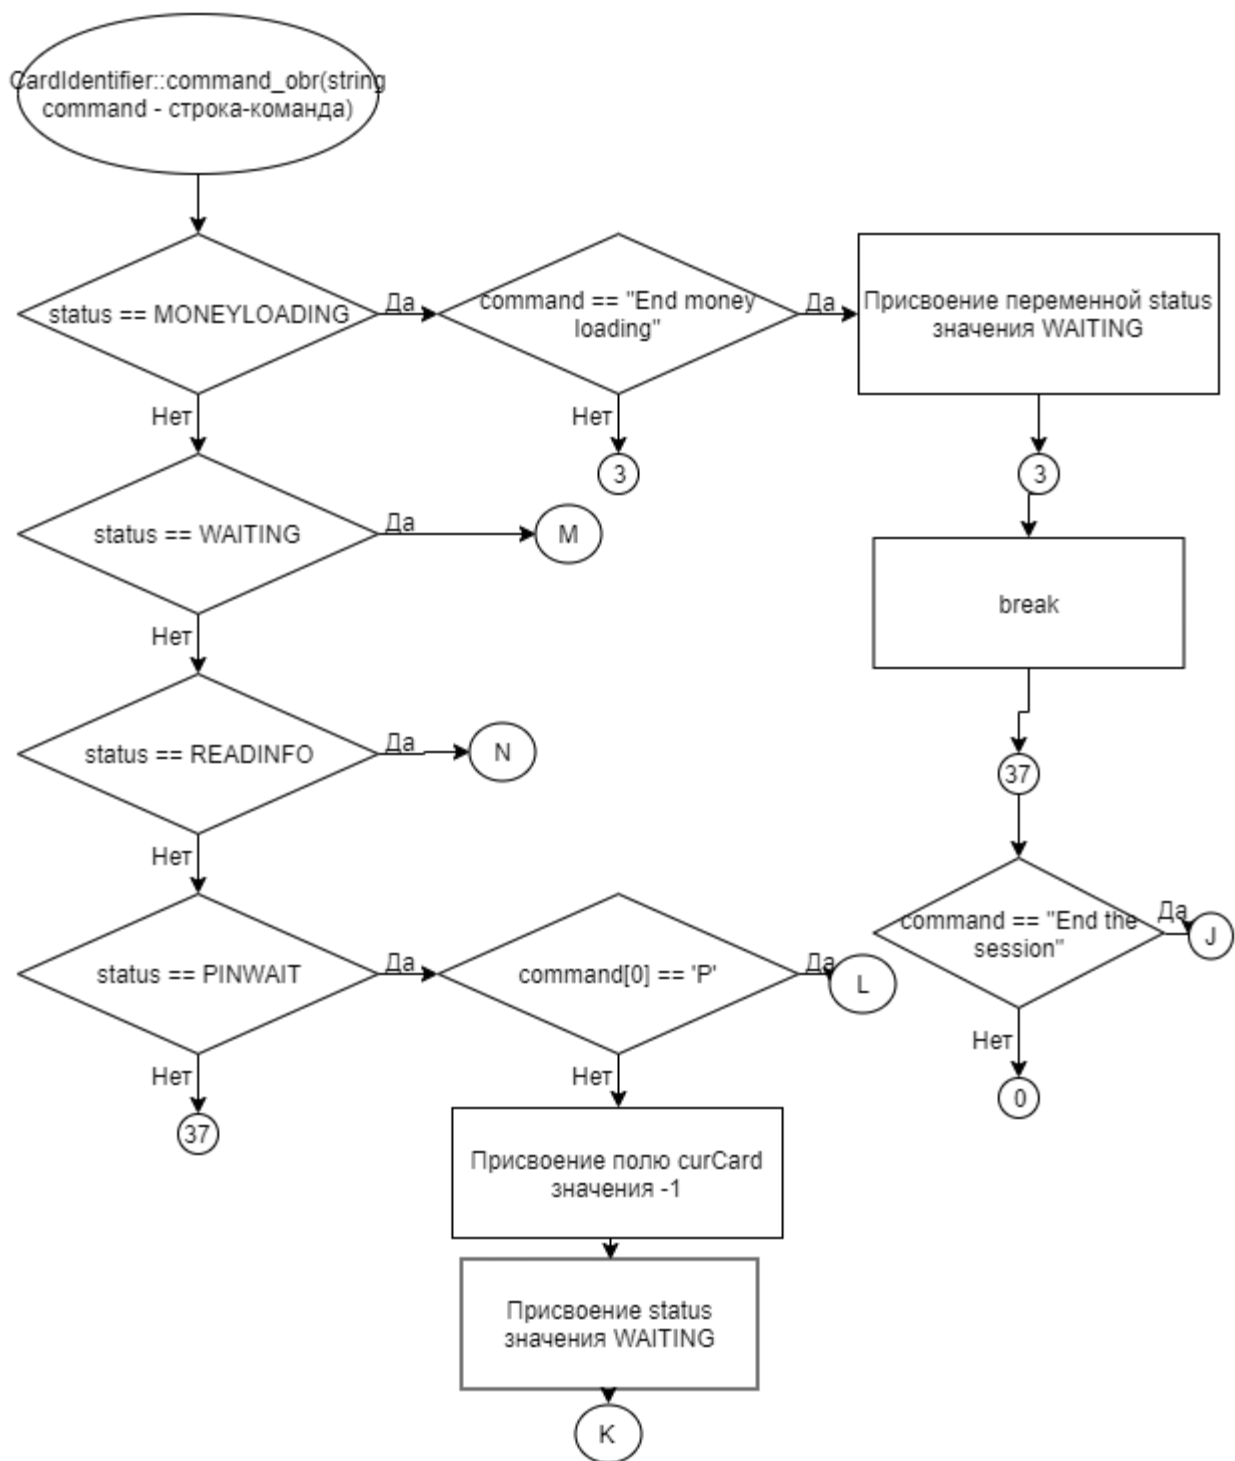 CardIdentifier::command_obr(string
command - строка-команда)
status == MONEYLOADING
Да
command == "End money
loading"
Да
Присвоение переменной status
значения WAITING
Нет
Нет
3
3
status == WAITING
Да
M
break
Нет
status == READINFO
Да
N
37
Нет
command == "End the
session"
Да
J
status == PINWAIT
Да
command[0] == 'P'
Да
L
Нет
0
Нет
37
Нет
Присвоение полю curCard
значения -1
Присвоение status
значения WAITING
K